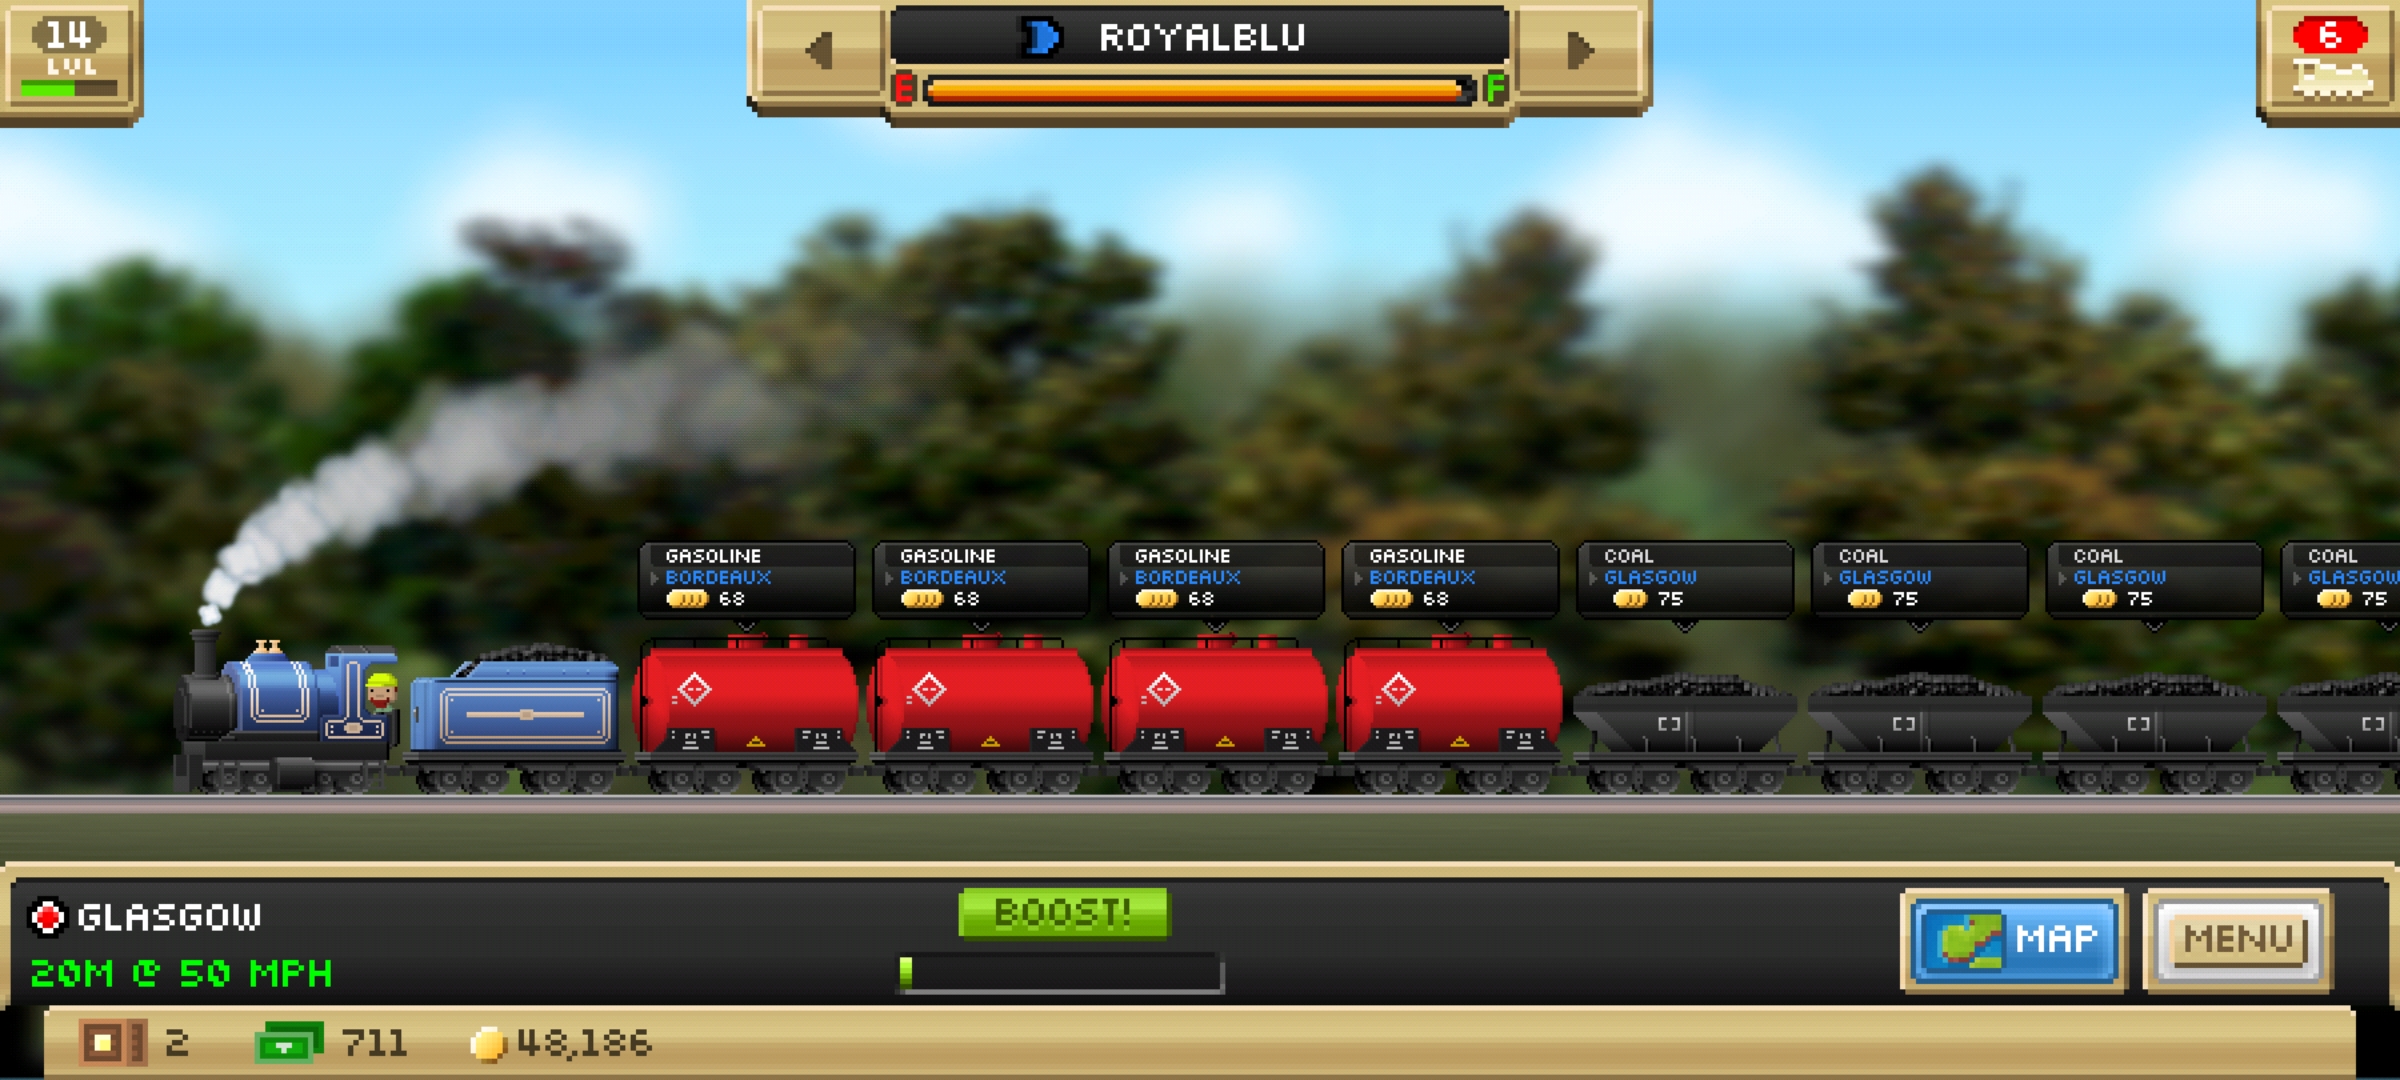 14
LVL
ROYALBLU
E
F
6
GASOLINE
BORDEAUX
68
GASOLINE
BORDEAUX
68
GASOLINE
BORDEAUX
68
GASOLINE
BORDEAUX
68
COAL
GLASGOW
75
COAL
GLASGOW
75
COAL
GLASGOW
75
COAL
GLASGOW
75
GLASGOW
20M @ 50 MPH
BOOST!
MAP
MENU
2
711
48,186